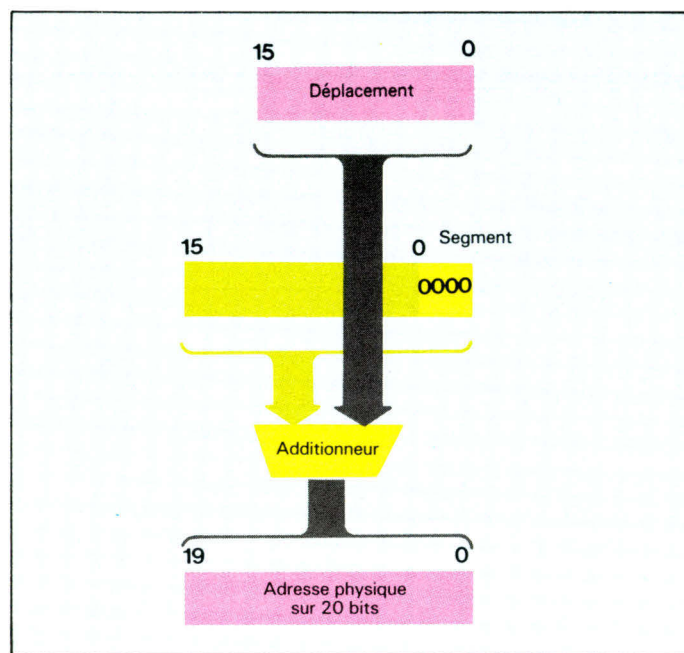 15 0
Déplacement
15 0 Segment
0000
Additionneur
19 0
Adresse physique
sur 20 bits